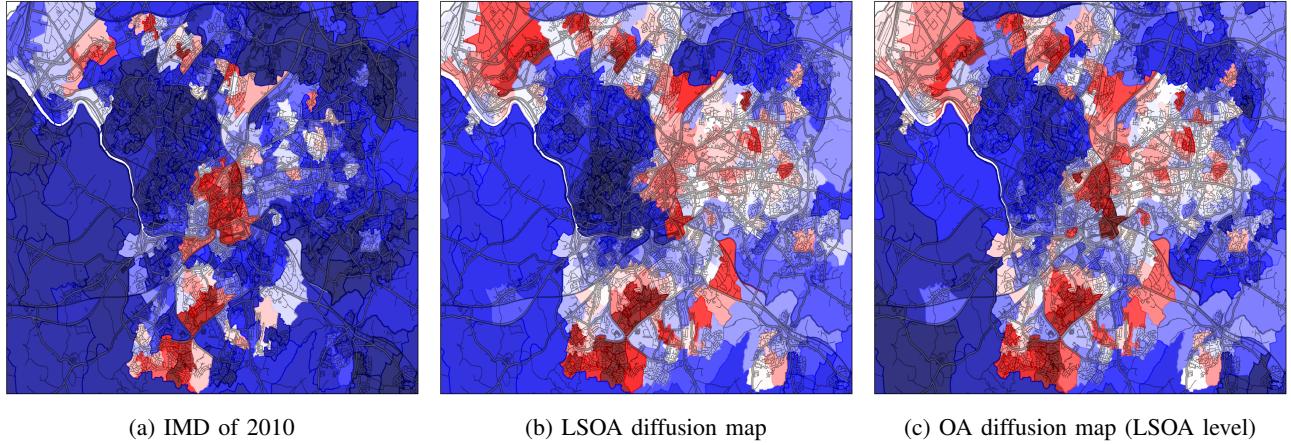 (a) IMD of 2010
(b) LSOA diffusion map
(c) OA diffusion map (LSOA level)